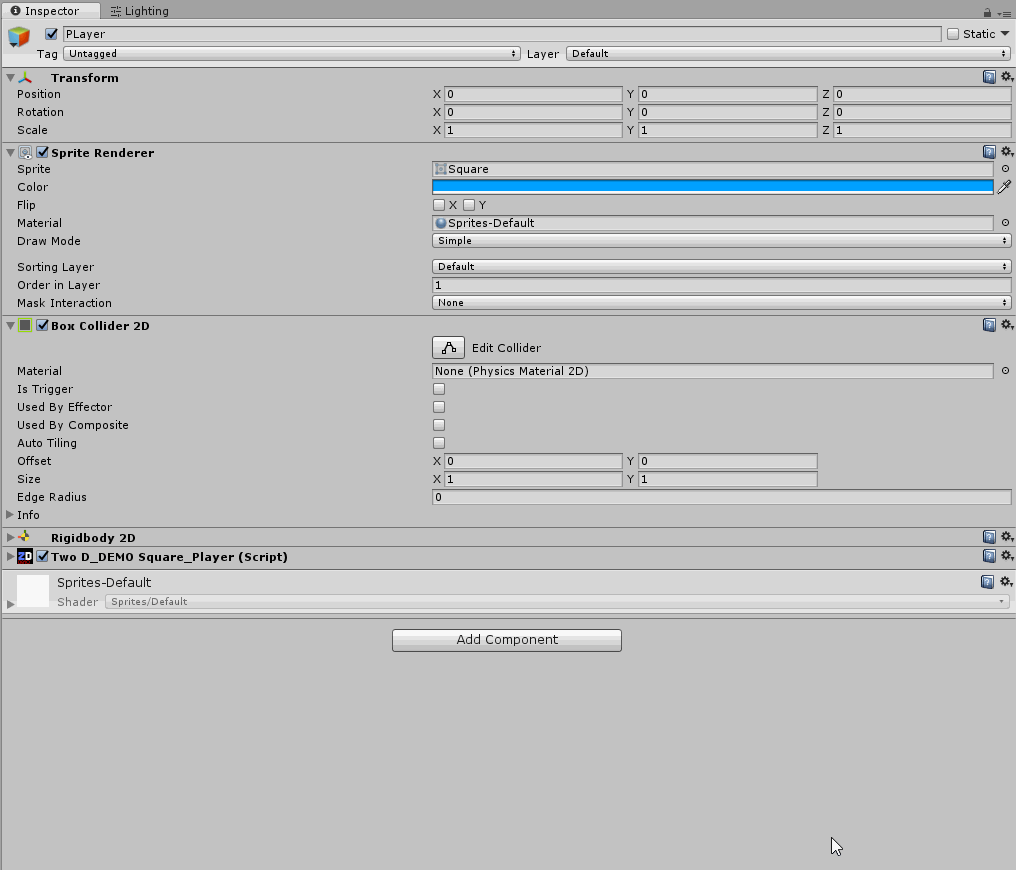 Inspector Lighting
PLayer Static
Tag Untagged Layer Default
Transform
Position X 0 Y 0 Z 0
Rotation X 0 Y 0 Z 0
Scale X 1 Y 1 Z 1
Sprite Renderer
Sprite Square
Color
Flip X Y
Material Sprites-Default
Draw Mode Simple
Sorting Layer Default
Order in Layer 1
Mask Interaction None
Box Collider 2D
Edit Collider
Material None (Physics Material 2D)
Is Trigger
Used By Effector
Used By Composite
Auto Tiling
Offset X 0 Y 0
Size X 1 Y 1
Edge Radius 0
Info
Rigidbody 2D
2D Two D_DEMO Square_Player (Script)
Sprites-Default
Shader Sprites/Default
Add Component